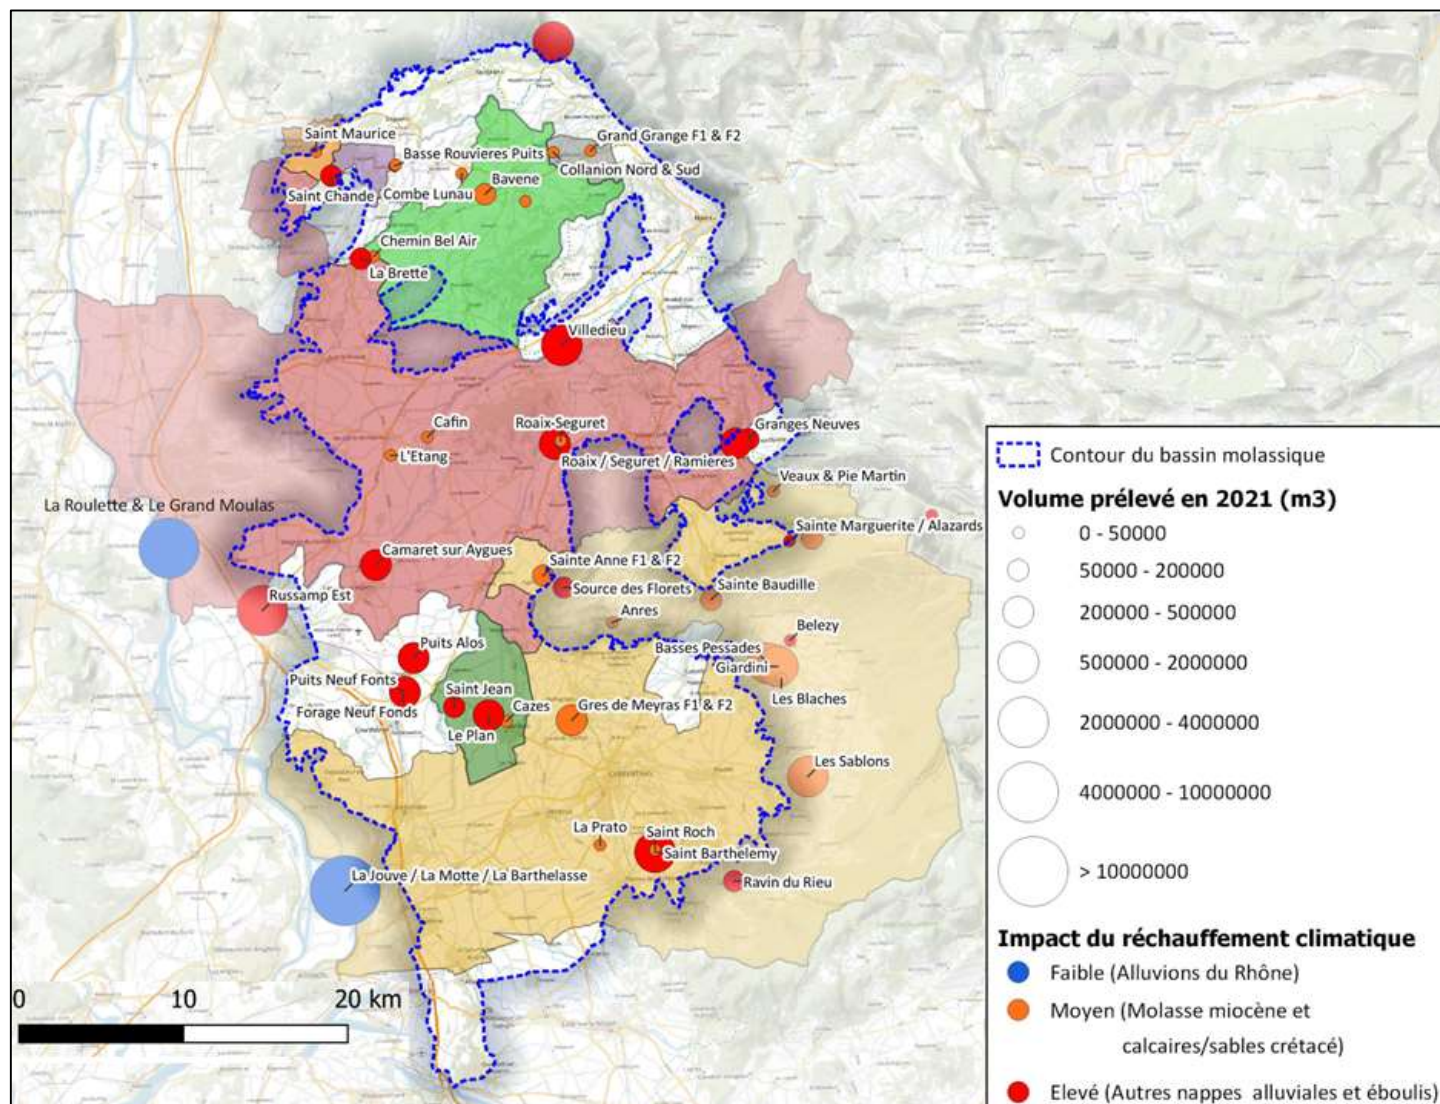 Saint Maurice
Grand Grange F1 & F2
Basse Rouvieres Puits
Collanion Nord & Sud
Saint Chande
Combe Lunau
Bavene
Chemin Bel Air
La Brette
Villedieu
Cafin
Roaix-Seguret
Granges Neuves
L'Etang
Roaix / Seguret / Ramieres
Veaux & Pie Martin
La Roulette & Le Grand Moulas
Sainte Marguerite / Alazards
Camaret sur Aygues
Sainte Anne F1 & F2
Source des Florets
Sainte Baudille
Russamp Est
Anres
Belezy
Puits Alos
Basses Pessades
Giardini
Puits Neuf Fonts
Saint Jean
Les Blaches
Forage Neuf Fonds
Cazes
Gres de Meyras F1 & F2
Le Plan
Les Sablons
La Prato
Saint Roch
Saint Barthelemy
La Jouve / La Motte / La Barthelasse
Ravin du Rieu
0 10 20 km
Contour du bassin molassique
Volume prélevé en 2021 (m3)
0 - 50000
50000 - 200000
200000 - 500000
500000 - 2000000
2000000 - 4000000
4000000 - 10000000
> 10000000
Impact du réchauffement climatique
Faible (Alluvions du Rhône)
Moyen (Molasse miocène et
calcaires/sables crétacé)
Elevé (Autres nappes alluviales et éboulis)